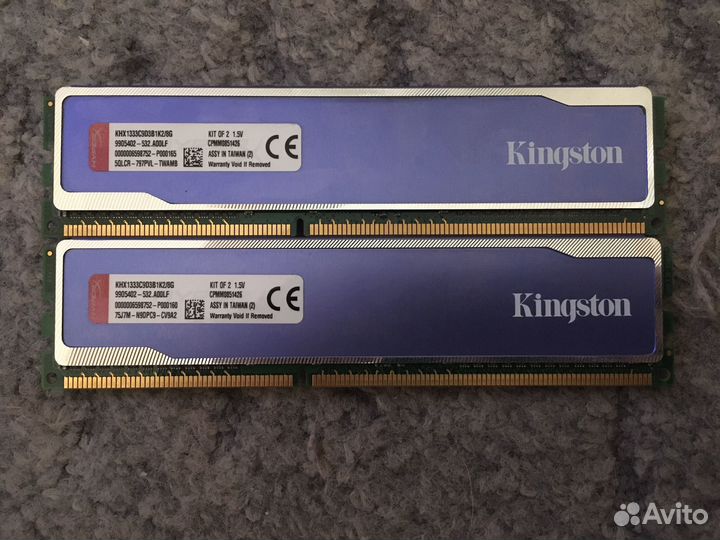 KHX1333C9D3B1K2/8G
9905402-532.A00LF
0000006598752-P000165
5QLCR-797PVL-TWAMB
KIT OF 2 1.5V
CPMM0851426
ASSY IN TAIWAN (2)
Warranty Void If Removed
CE
Kingston
KHX1333C9D3B1K2/8G
9905402-532.A00LF
0000006598752-P000160
75J7M-N9DPC9-CV9A2
KIT OF 2 1.5V
CPMM0851426
ASSY IN TAIWAN (2)
Warranty Void If Removed
CE
Kingston
Avito